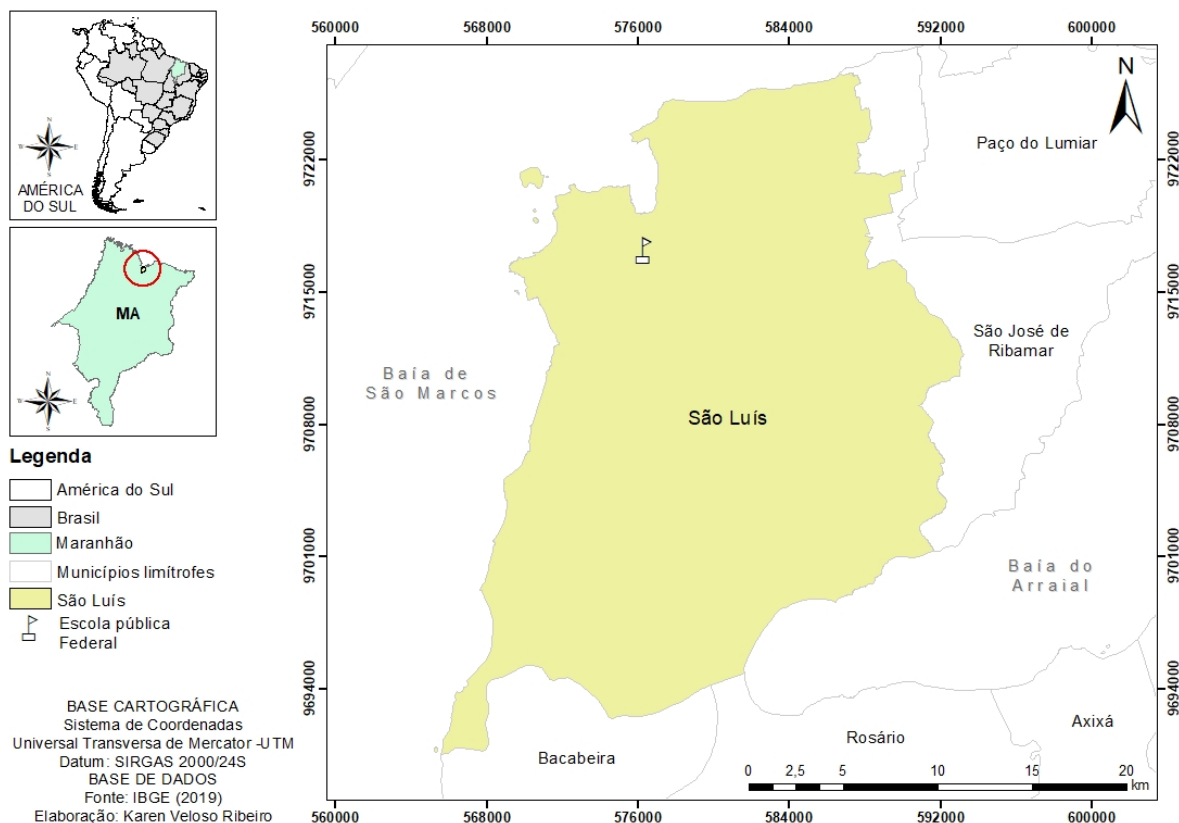 N
W
E
S
AMÉRICA
DO SUL
MA
N
W
E
S
Legenda
América do Sul
Brasil
Maranhão
Municípios limítrofes
São Luís
Escola pública
Federal
BASE CARTOGRÁFICA
Sistema de Coordenadas
Universal Transversa de Mercator -UTM
Datum: SIRGAS 2000/24S
BASE DE DADOS
Fonte: IBGE (2019)
Elaboração: Karen Veloso Ribeiro
560000 568000 576000 584000 592000 600000
N
Paço do Lumiar
9722000 9722000
9715000 9715000
São José de
Ribamar
Baía de
São Marcos
São Luís
9708000 9708000
9701000 9701000
Baía do
Arraial
9694000 9694000
Axixá
Rosário
Bacabeira
0 2,5 5 10 15 20
km
560000 568000 576000 584000 592000 600000